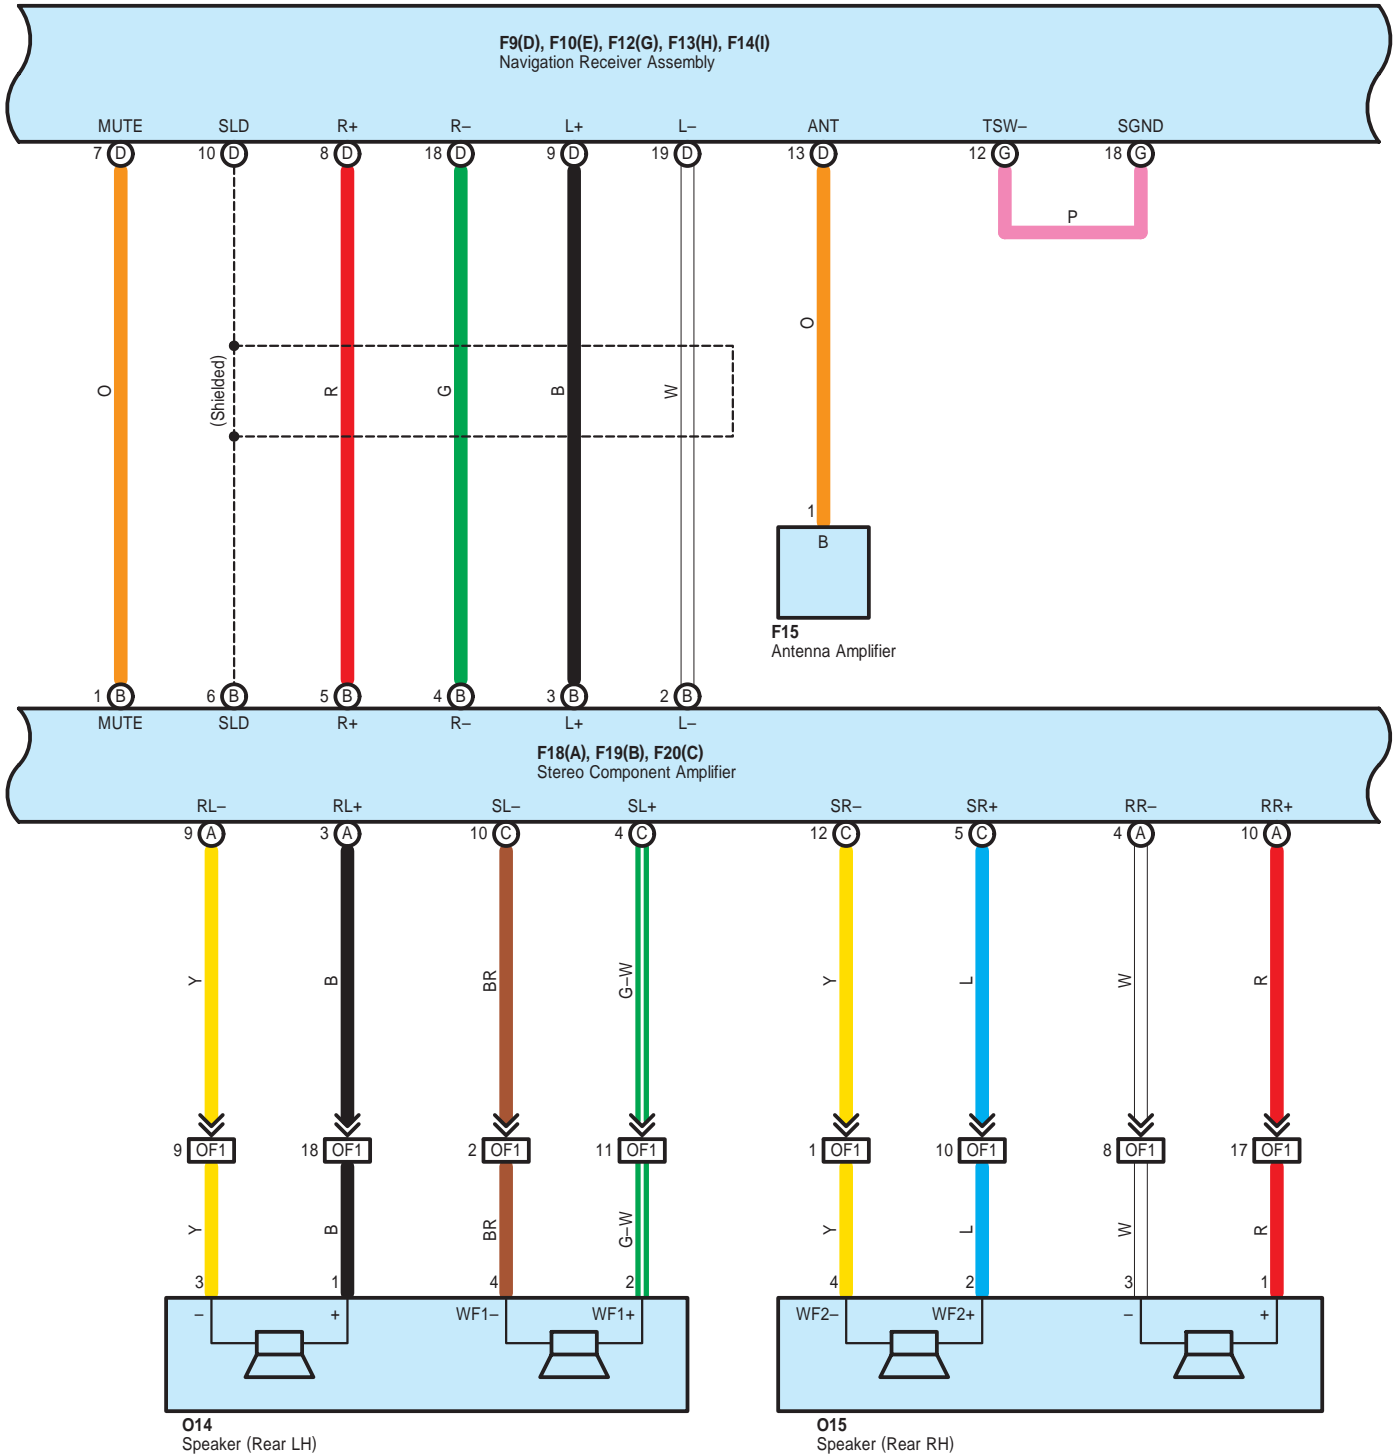 F9(D), F10(E), F12(G), F13(H), F14(I)
Navigation Receiver Assembly
MUTE SLD R+ R– L+ L– ANT TSW– SGND
7 D 10 D 8 D 18 D 9 D 19 D 13 D 12 G 18 G
P
O
O (Shielded) R G B W
1
B
F15
Antenna Amplifier
1 B 6 B 5 B 4 B 3 B 2 B
MUTE SLD R+ R– L+ L–
F18(A), F19(B), F20(C)
Stereo Component Amplifier
RL– RL+ SL– SL+ SR– SR+ RR– RR+
9 A 3 A 10 C 4 C 12 C 5 C 4 A 10 A
Y B BR G–W Y L W R
9 OF1 18 OF1 2 OF1 11 OF1 1 OF1 10 OF1 8 OF1 17 OF1
Y B BR G–W Y L W R
3 1 4 2 4 2 3 1
– + WF1– WF1+ WF2– WF2+ – +
O14
Speaker (Rear LH)
O15
Speaker (Rear RH)